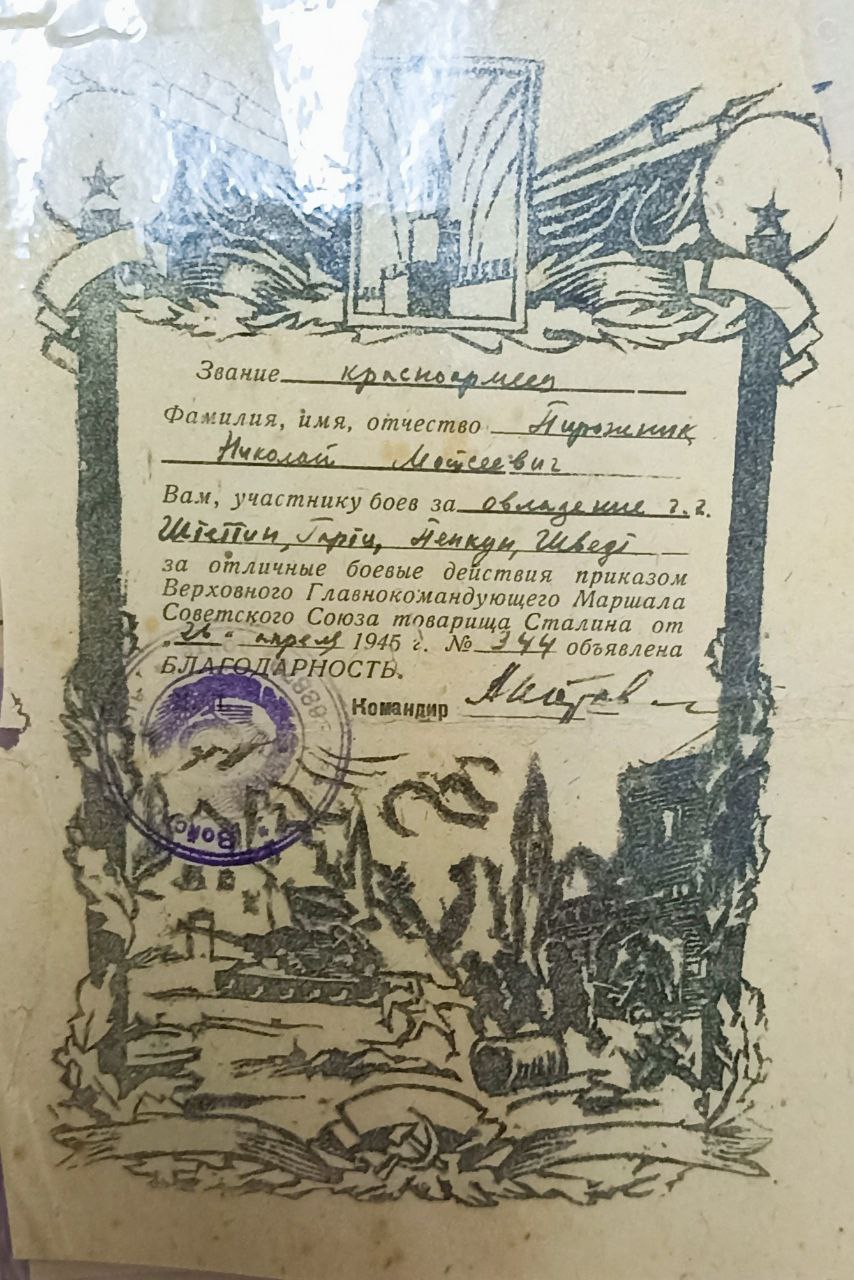 Звание красноармеец
Фамилия, имя, отчество Пирожник
Николай Моисеевич
Вам, участнику боев за овладение г.г.
Штеттин, Гартц, Пенкун, Шведт
за отличные боевые действия приказом
Верховного Главнокомандующего Маршала
Советского Союза товарища Сталина от
„26“ апреля 1945 г. № 344 объявлена
БЛАГОДАРНОСТЬ.
Командир